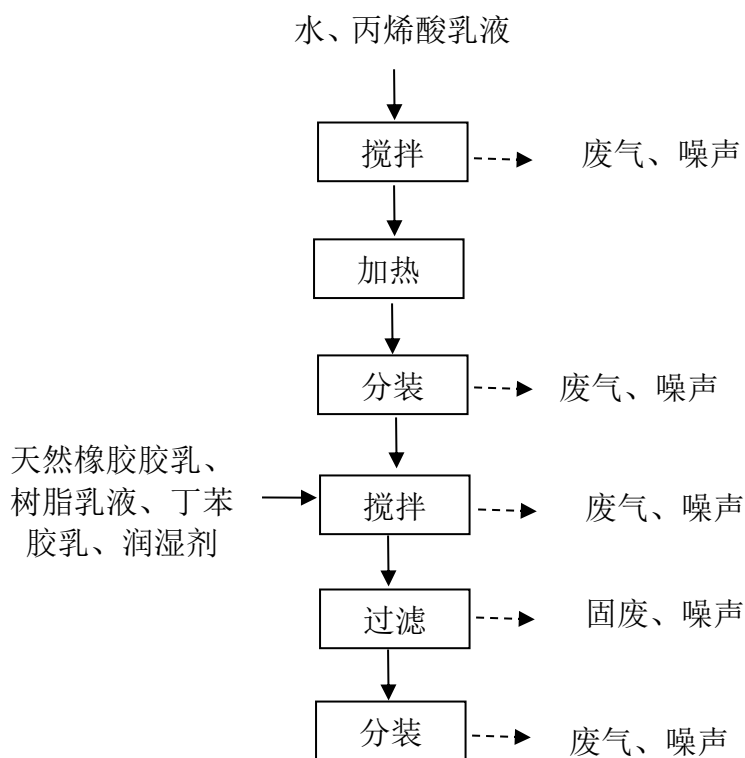 水、丙烯酸乳液
搅拌
废气、噪声
加热
分装
废气、噪声
天然橡胶胶乳、
树脂乳液、丁苯
胶乳、润湿剂
搅拌
废气、噪声
过滤
固废、噪声
分装
废气、噪声